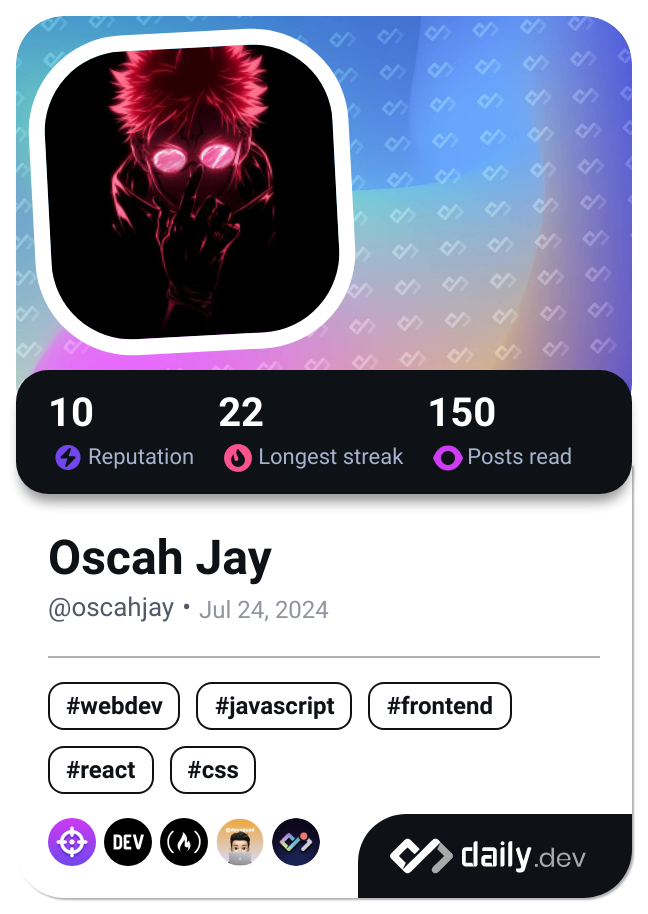 10 22 150
Reputation Longest streak Posts read
Oscah Jay
@oscahjay • Jul 24, 2024
#webdev #javascript #frontend
#react #css
DEV
daily.dev